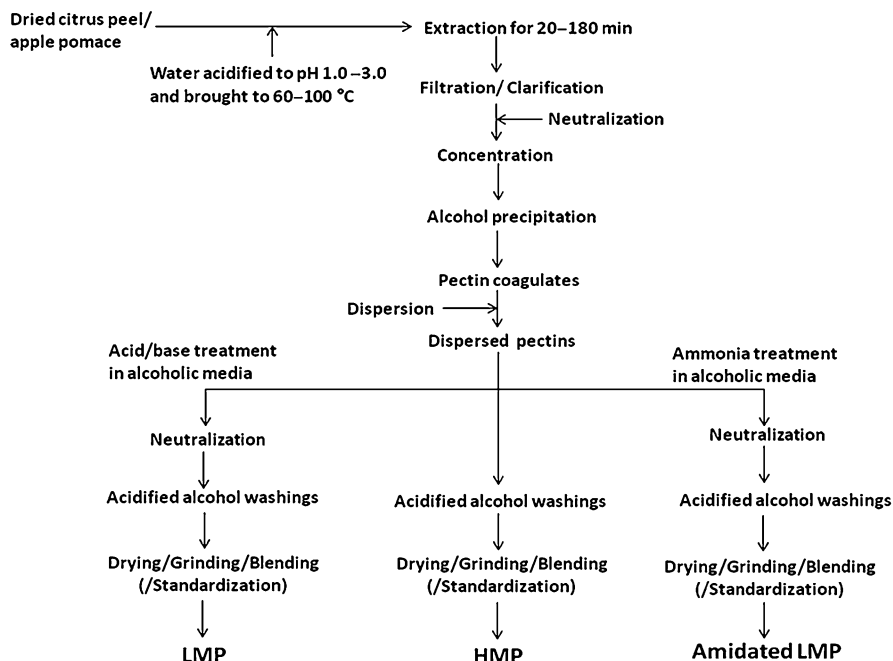 Dried citrus peel/
apple pomace
Extraction for 20–180 min
Water acidified to pH 1.0 –3.0
and brought to 60–100 °C
Filtration/ Clarification
Neutralization
Concentration
Alcohol precipitation
Pectin coagulates
Dispersion
Dispersed pectins
Acid/base treatment
in alcoholic media
Ammonia treatment
in alcoholic media
Neutralization
Neutralization
Acidified alcohol washings
Acidified alcohol washings
Acidified alcohol washings
Drying/Grinding/Blending
(/Standardization)
Drying/Grinding/Blending
(/Standardization)
Drying/Grinding/Blending
(/Standardization)
LMP
HMP
Amidated LMP